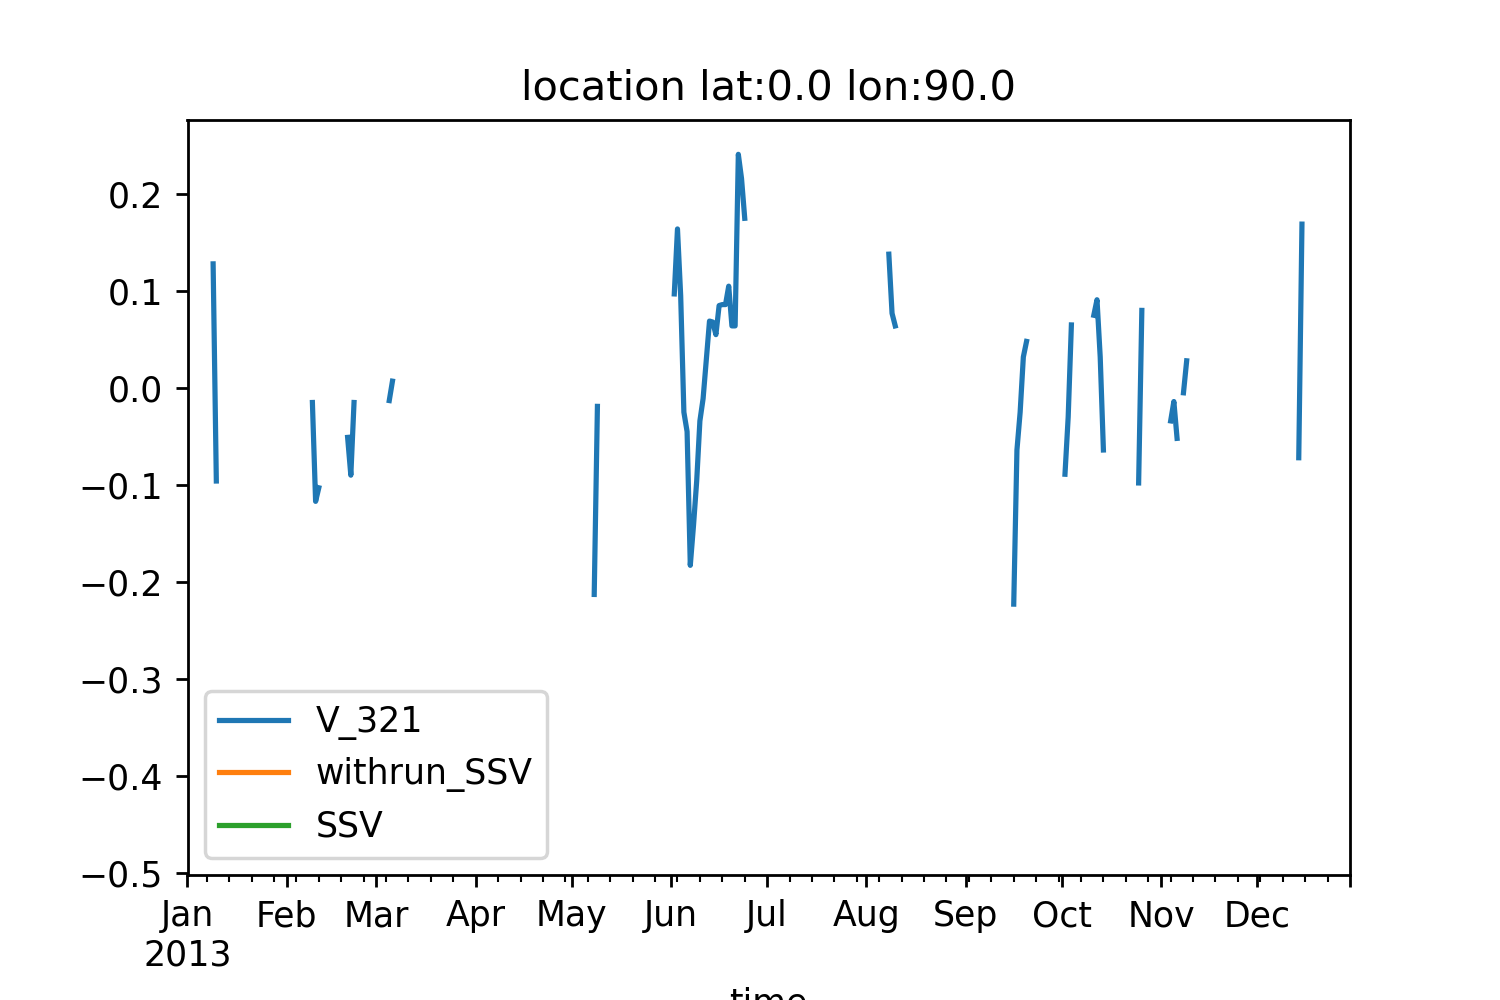 location lat:0.0 lon:90.0
0.2
0.1
0.0
−0.1
−0.2
−0.3
−0.4
−0.5
V_321
withrun_SSV
SSV
Jan Feb Mar Apr May Jun Jul Aug Sep Oct Nov Dec
2013
time